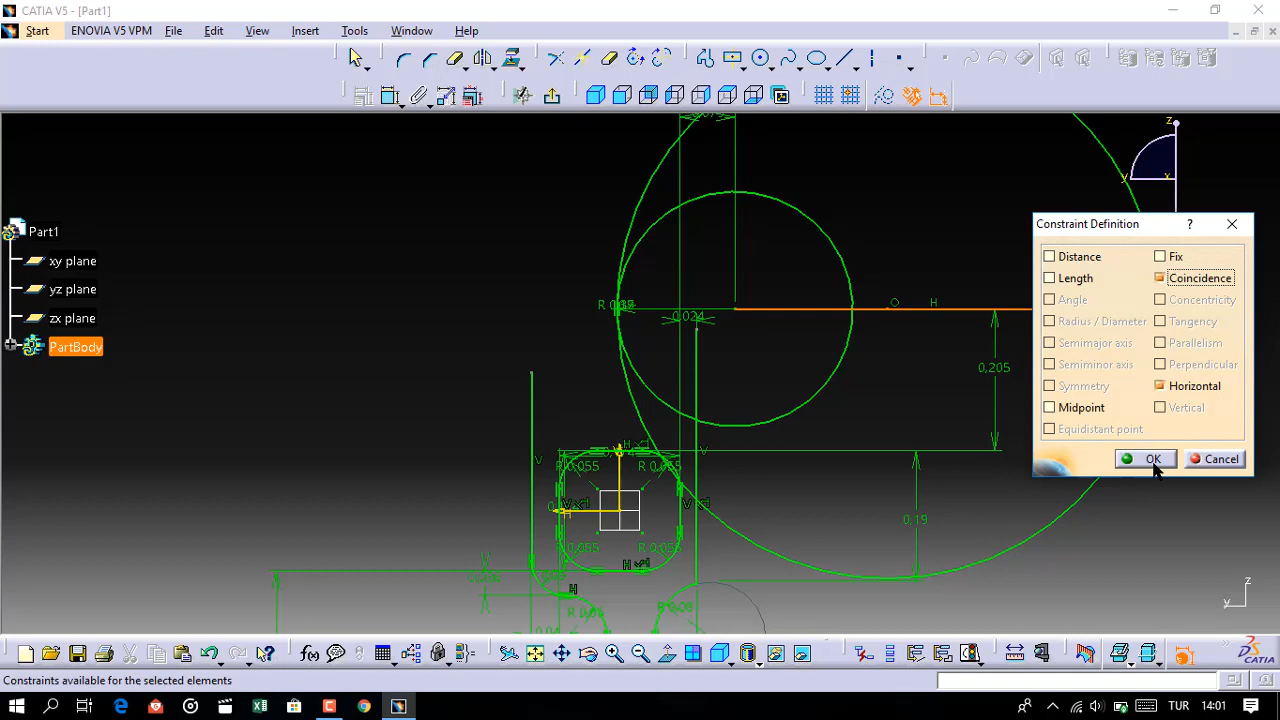 CATIA V5 - [Part1]
Start ENOVIA V5 VPM File Edit View Insert Tools Window Help
z
y x
Part1
xy plane
yz plane
zx plane
PartBody
Constraint Definition ?
Distance Fix
Length Coincidence
Angle Concentricity
Radius / Diameter Tangency
Semimajor axis Parallelism
Semiminor axis Perpendicular
Symmetry Horizontal
Midpoint Vertical
Equidistant point
OK Cancel
O H
0.024
0,205
V V
R 0.055 R 0.055
H
0,19
0.055 R 0.055
H
R 0.08
z
y
Constraints available for the selected elements
TUR 14:01